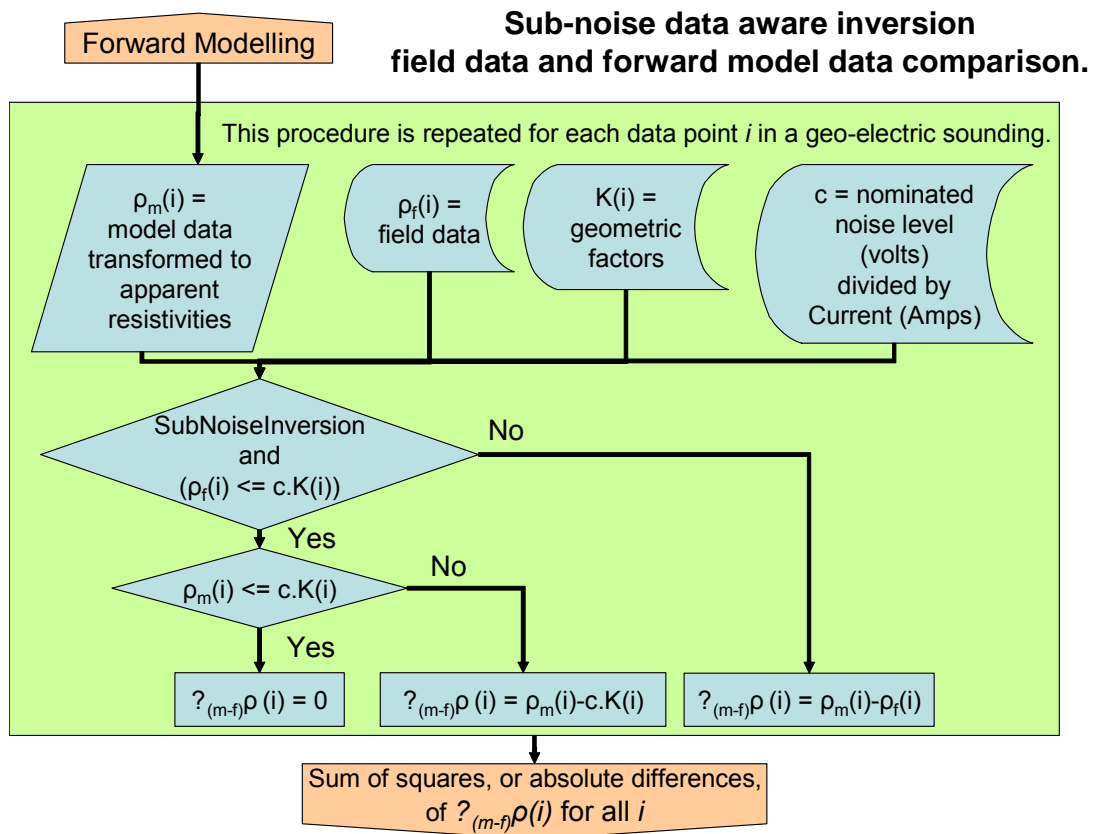 Forward Modelling
Sub-noise data aware inversion
field data and forward model data comparison.
This procedure is repeated for each data point i in a geo-electric sounding.
ρm(i) =
model data
transformed to
apparent
resistivities
ρf(i) =
field data
K(i) =
geometric
factors
c = nominated
noise level
(volts)
divided by
Current (Amps)
SubNoiseInversion
and
(ρf(i) <= c.K(i))
No
Yes
ρm(i) <= c.K(i)
No
Yes
?(m-f)ρ (i) = 0
?(m-f)ρ (i) = ρm(i)-c.K(i)
?(m-f)ρ (i) = ρm(i)-ρf(i)
Sum of squares, or absolute differences,
of ?(m-f)ρ(i) for all i